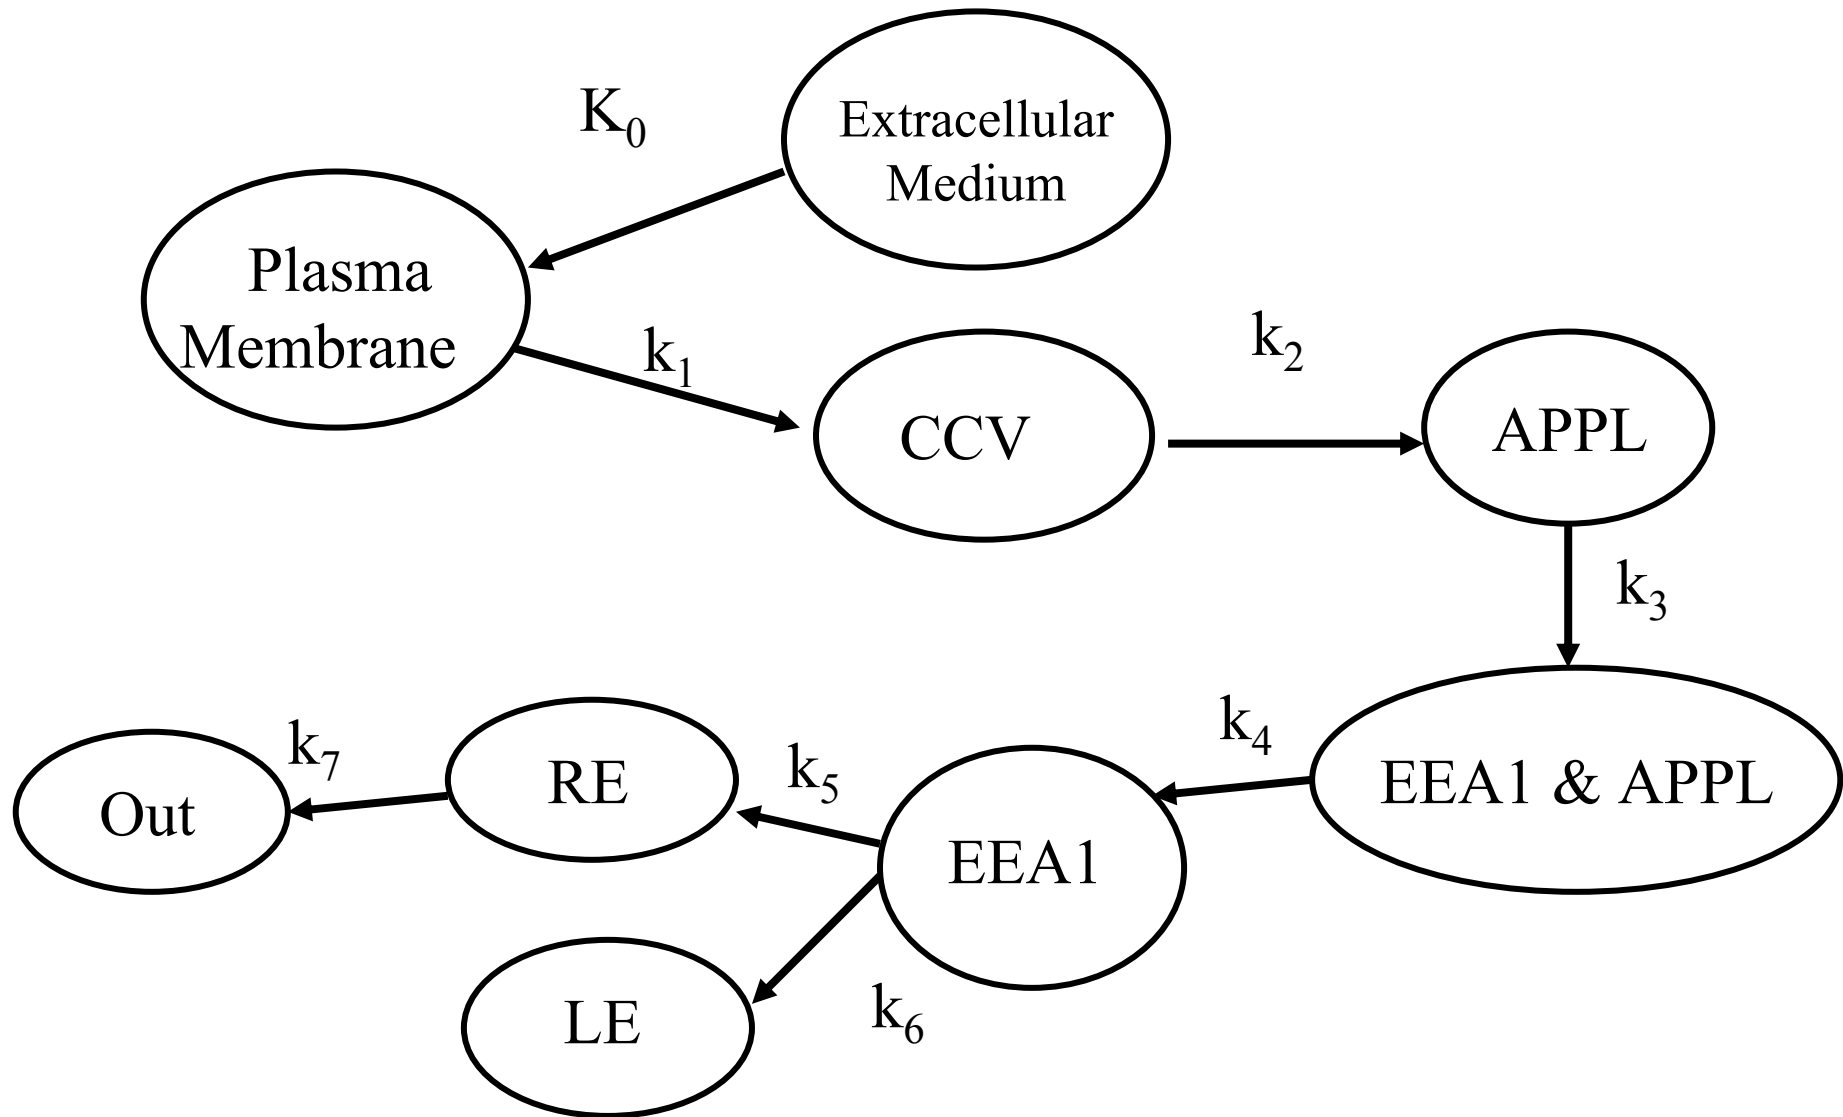 K₀
Extracellular
Medium
Plasma
Membrane
k₁
CCV
k₂
APPL
k₃
EEA1 & APPL
k₄
EEA1
k₅
RE
k₇
Out
k₆
LE